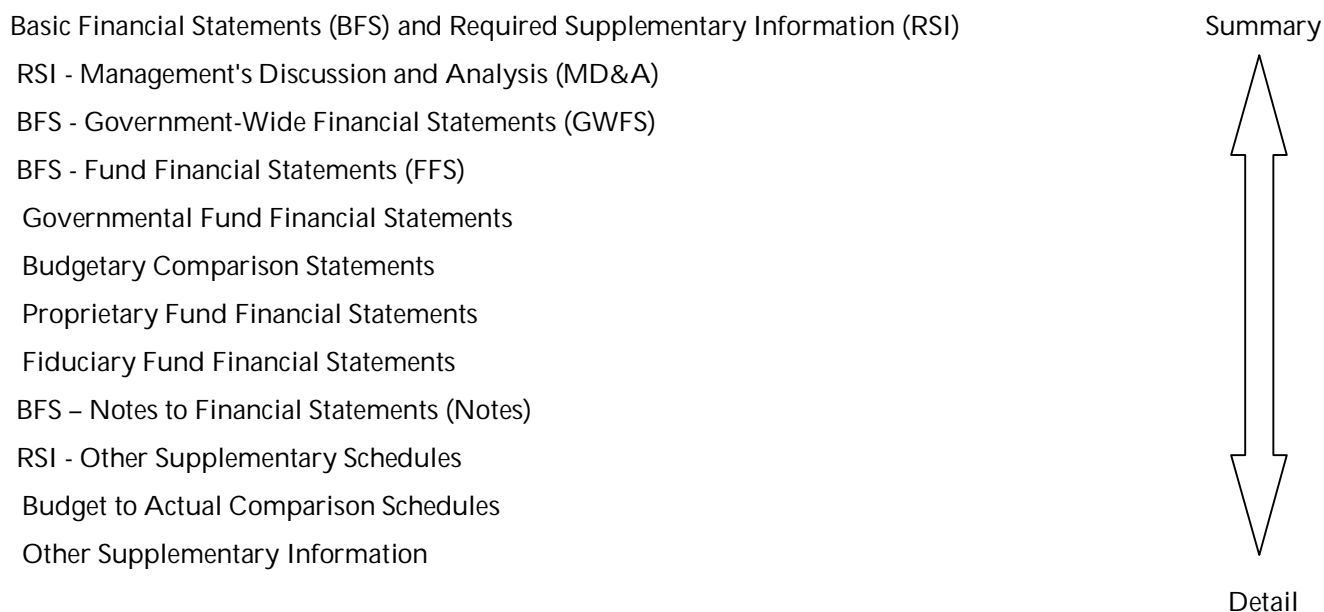 Basic Financial Statements (BFS) and Required Supplementary Information (RSI) Summary
RSI - Management's Discussion and Analysis (MD&A)
BFS - Government-Wide Financial Statements (GWFS)
BFS - Fund Financial Statements (FFS)
Governmental Fund Financial Statements
Budgetary Comparison Statements
Proprietary Fund Financial Statements
Fiduciary Fund Financial Statements
BFS – Notes to Financial Statements (Notes)
RSI - Other Supplementary Schedules
Budget to Actual Comparison Schedules
Other Supplementary Information
Detail